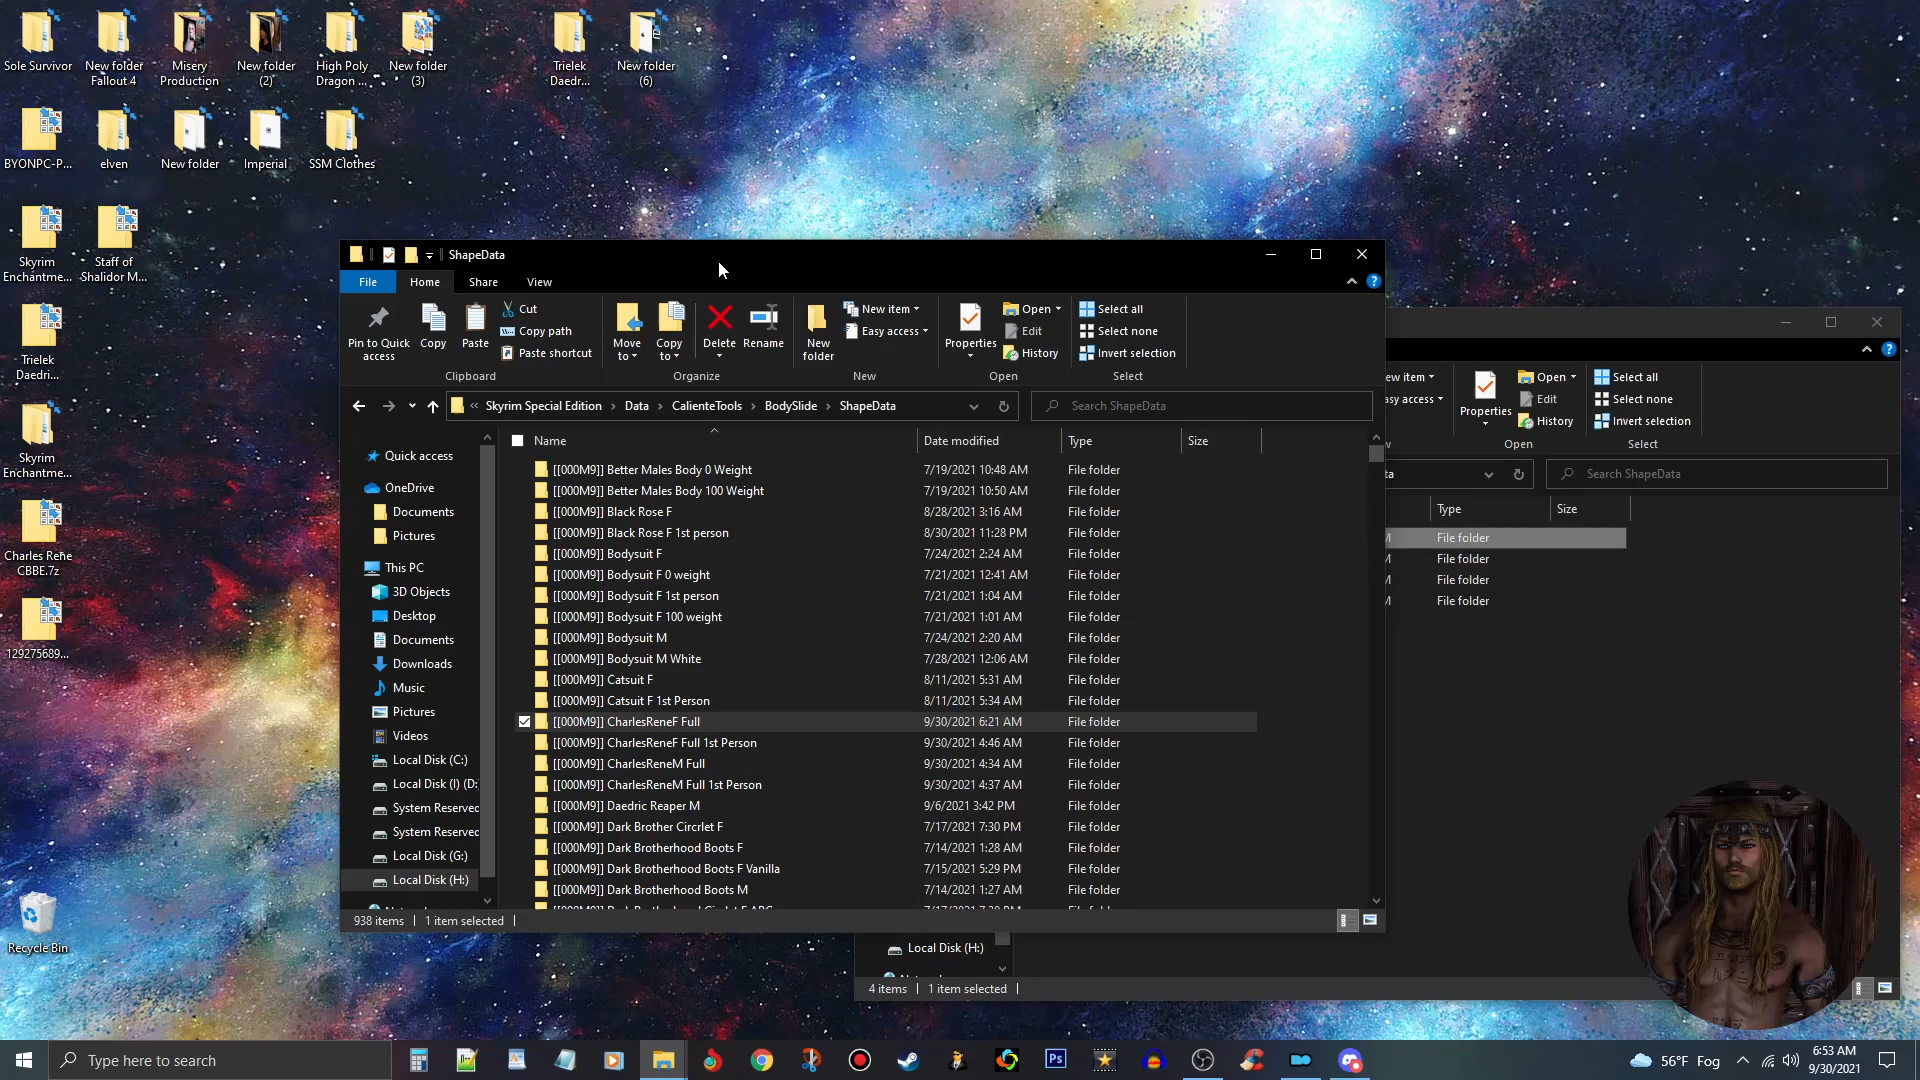 Sole Survivor
New folder
Fallout 4
Misery
Production
New folder
(2)
High Poly
Dragon ...
New folder
(3)
Trielek
Daedr...
New folder
(6)
BYONPC-P...
elven
New folder
Imperial
SSM Clothes
Skyrim
Enchantme...
Staff of
Shalidor M...
Trielek
Daedri...
Skyrim
Enchantme...
Charles Rene
CBBE.7z
129275689...
Recycle Bin
ShapeData
File Home Share View
Pin to Quick
access
Copy
Paste
Cut
Copy path
Paste shortcut
Clipboard
Move
to
Copy
to
Delete
Rename
Organize
New
folder
New item
Easy access
New
Properties
Open
Edit
History
Open
Select all
Select none
Invert selection
Select
« Skyrim Special Edition › Data › CalienteTools › BodySlide › ShapeData
Search ShapeData
Quick access
OneDrive
Documents
Pictures
This PC
3D Objects
Desktop
Documents
Downloads
Music
Pictures
Videos
Local Disk (C:)
Local Disk (I) (D:
System Reserved
System Reserved
Local Disk (G:)
Local Disk (H:)
Name Date modified Type Size
[[000M9]] Better Males Body 0 Weight 7/19/2021 10:48 AM File folder
[[000M9]] Better Males Body 100 Weight 7/19/2021 10:50 AM File folder
[[000M9]] Black Rose F 8/28/2021 3:16 AM File folder
[[000M9]] Black Rose F 1st person 8/30/2021 11:28 PM File folder
[[000M9]] Bodysuit F 7/24/2021 2:24 AM File folder
[[000M9]] Bodysuit F 0 weight 7/21/2021 12:41 AM File folder
[[000M9]] Bodysuit F 1st person 7/21/2021 1:04 AM File folder
[[000M9]] Bodysuit F 100 weight 7/21/2021 1:01 AM File folder
[[000M9]] Bodysuit M 7/24/2021 2:20 AM File folder
[[000M9]] Bodysuit M White 7/28/2021 12:06 AM File folder
[[000M9]] Catsuit F 8/11/2021 5:31 AM File folder
[[000M9]] Catsuit F 1st Person 8/11/2021 5:34 AM File folder
[[000M9]] CharlesReneF Full 9/30/2021 6:21 AM File folder
[[000M9]] CharlesReneF Full 1st Person 9/30/2021 4:46 AM File folder
[[000M9]] CharlesReneM Full 9/30/2021 4:34 AM File folder
[[000M9]] CharlesReneM Full 1st Person 9/30/2021 4:37 AM File folder
[[000M9]] Daedric Reaper M 9/6/2021 3:42 PM File folder
[[000M9]] Dark Brother Circrlet F 7/17/2021 7:30 PM File folder
[[000M9]] Dark Brotherhood Boots F 7/14/2021 1:28 AM File folder
[[000M9]] Dark Brotherhood Boots F Vanilla 7/15/2021 5:29 PM File folder
[[000M9]] Dark Brotherhood Boots M 7/14/2021 1:27 AM File folder
938 items 1 item selected
ew item
sy access
Properties
Open
Edit
History
Open
Select all
Select none
Invert selection
Select
ta
Search ShapeData
Type Size
File folder
File folder
File folder
File folder
Local Disk (H:)
4 items 1 item selected
Type here to search
Ps
56°F Fog
6:53 AM
9/30/2021